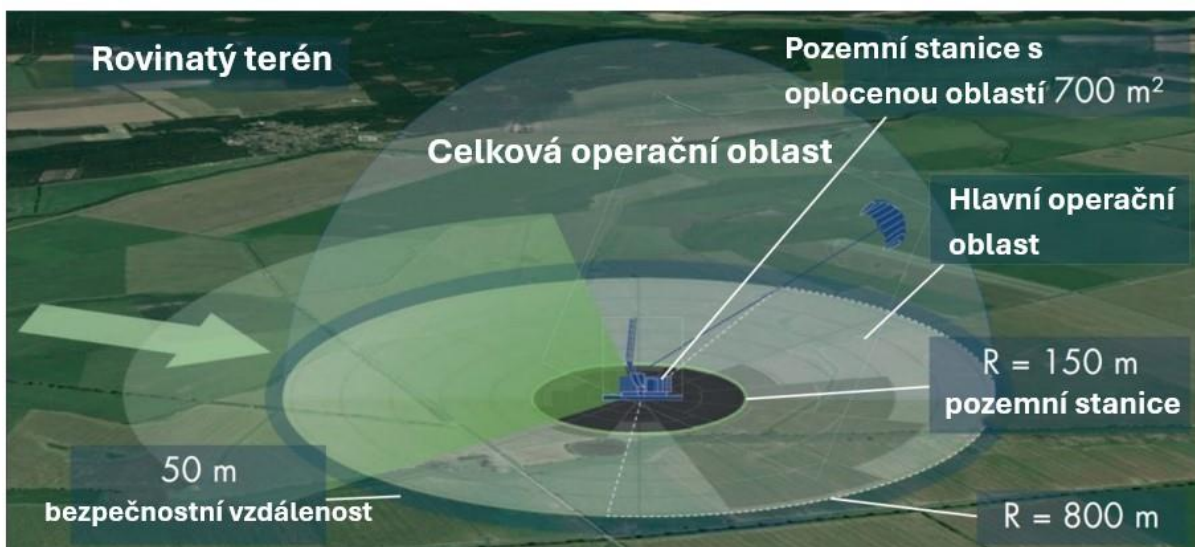 Rovinatý terén
Pozemní stanice s
oplocenou oblastí 700 m²
Celková operační oblast
Hlavní operační
oblast
R = 150 m
pozemní stanice
50 m
bezpečnostní vzdálenost
R = 800 m